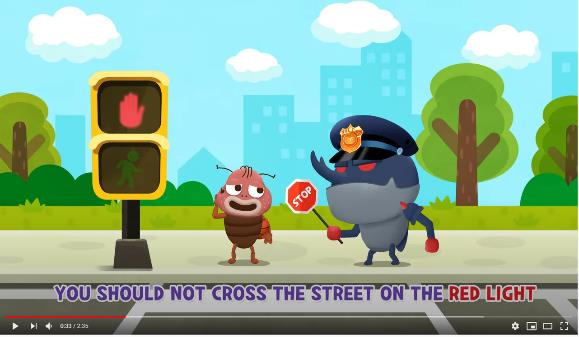 STOP
YOU SHOULD NOT CROSS THE STREET ON THE RED LIGHT
0:33 / 2:35